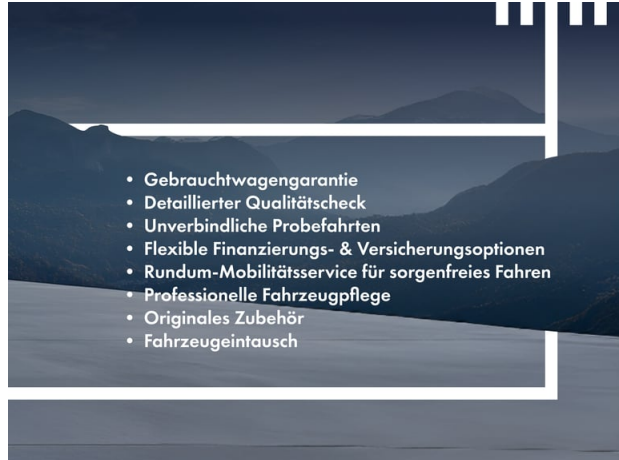 • Gebrauchtwagengarantie
• Detaillierter Qualitätscheck
• Unverbindliche Probefahrten
• Flexible Finanzierungs- & Versicherungsoptionen
• Rundum-Mobilitätsservice für sorgenfreies Fahren
• Professionelle Fahrzeugpflege
• Originales Zubehör
• Fahrzeugeintausch